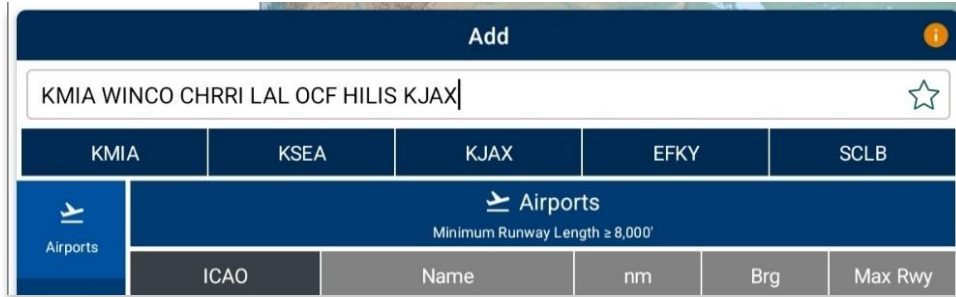 Add
KMIA WINCO CHRRI LAL OCF HILIS KJAX
KMIA KSEA KJAX EFKY SCLB
Airports
Airports
Minimum Runway Length ≥ 8,000'
ICAO Name nm Brg Max Rwy